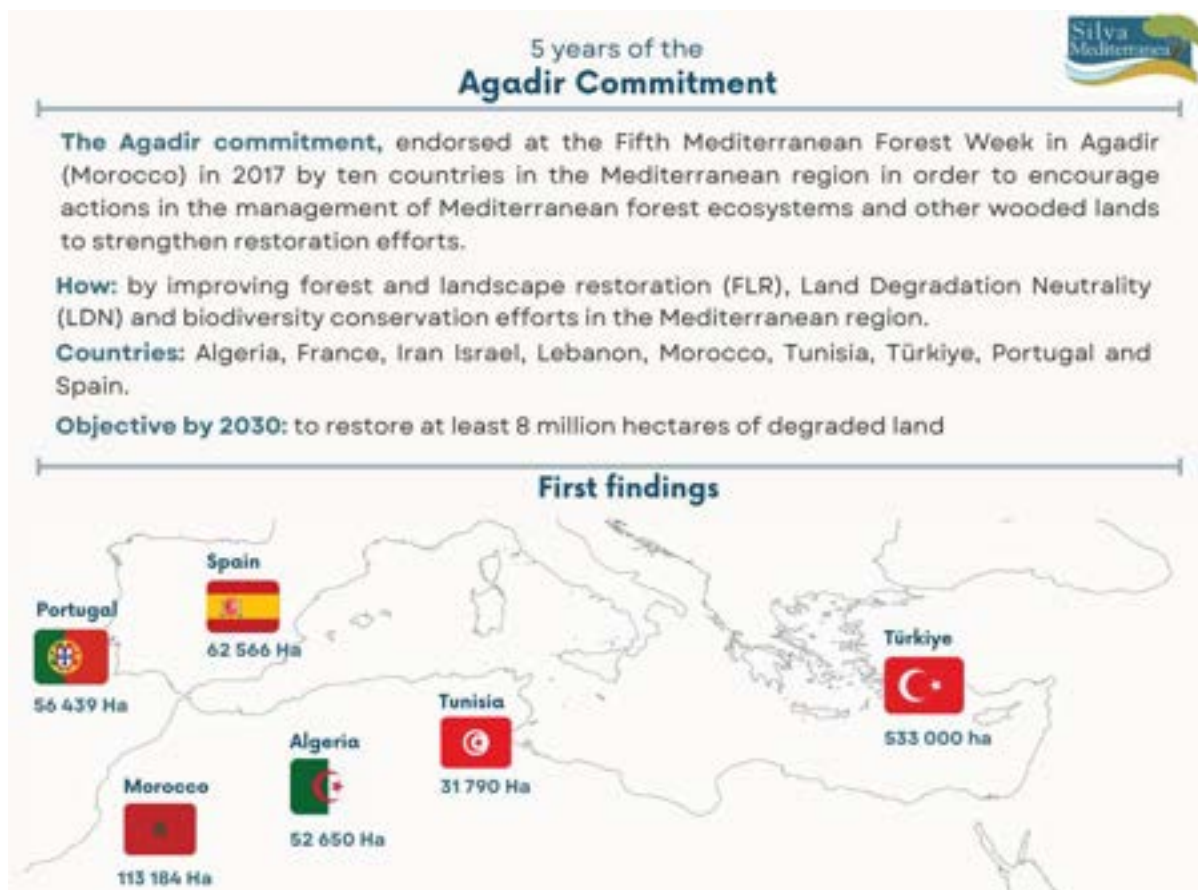 Silva
Mediterranea
5 years of the
Agadir Commitment
The Agadir commitment, endorsed at the Fifth Mediterranean Forest Week in Agadir
(Morocco) in 2017 by ten countries in the Mediterranean region in order to encourage
actions in the management of Mediterranean forest ecosystems and other wooded lands
to strengthen restoration efforts.
How: by improving forest and landscape restoration (FLR), Land Degradation Neutrality
(LDN) and biodiversity conservation efforts in the Mediterranean region.
Countries: Algeria, France, Iran Israel, Lebanon, Morocco, Tunisia, Türkiye, Portugal and
Spain.
Objective by 2030: to restore at least 8 million hectares of degraded land
First findings
Spain
62 566 Ha
Portugal
56 439 Ha
Türkiye
533 000 ha
Tunisia
31 790 Ha
Algeria
52 650 Ha
Morocco
113 184 Ha